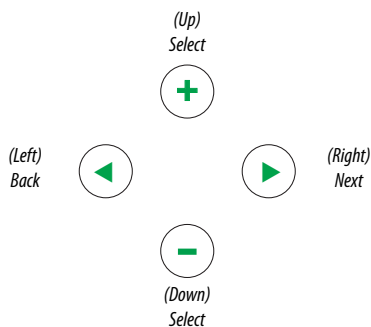 (Up)
Select
(Left)
Back
(Right)
Next
(Down)
Select